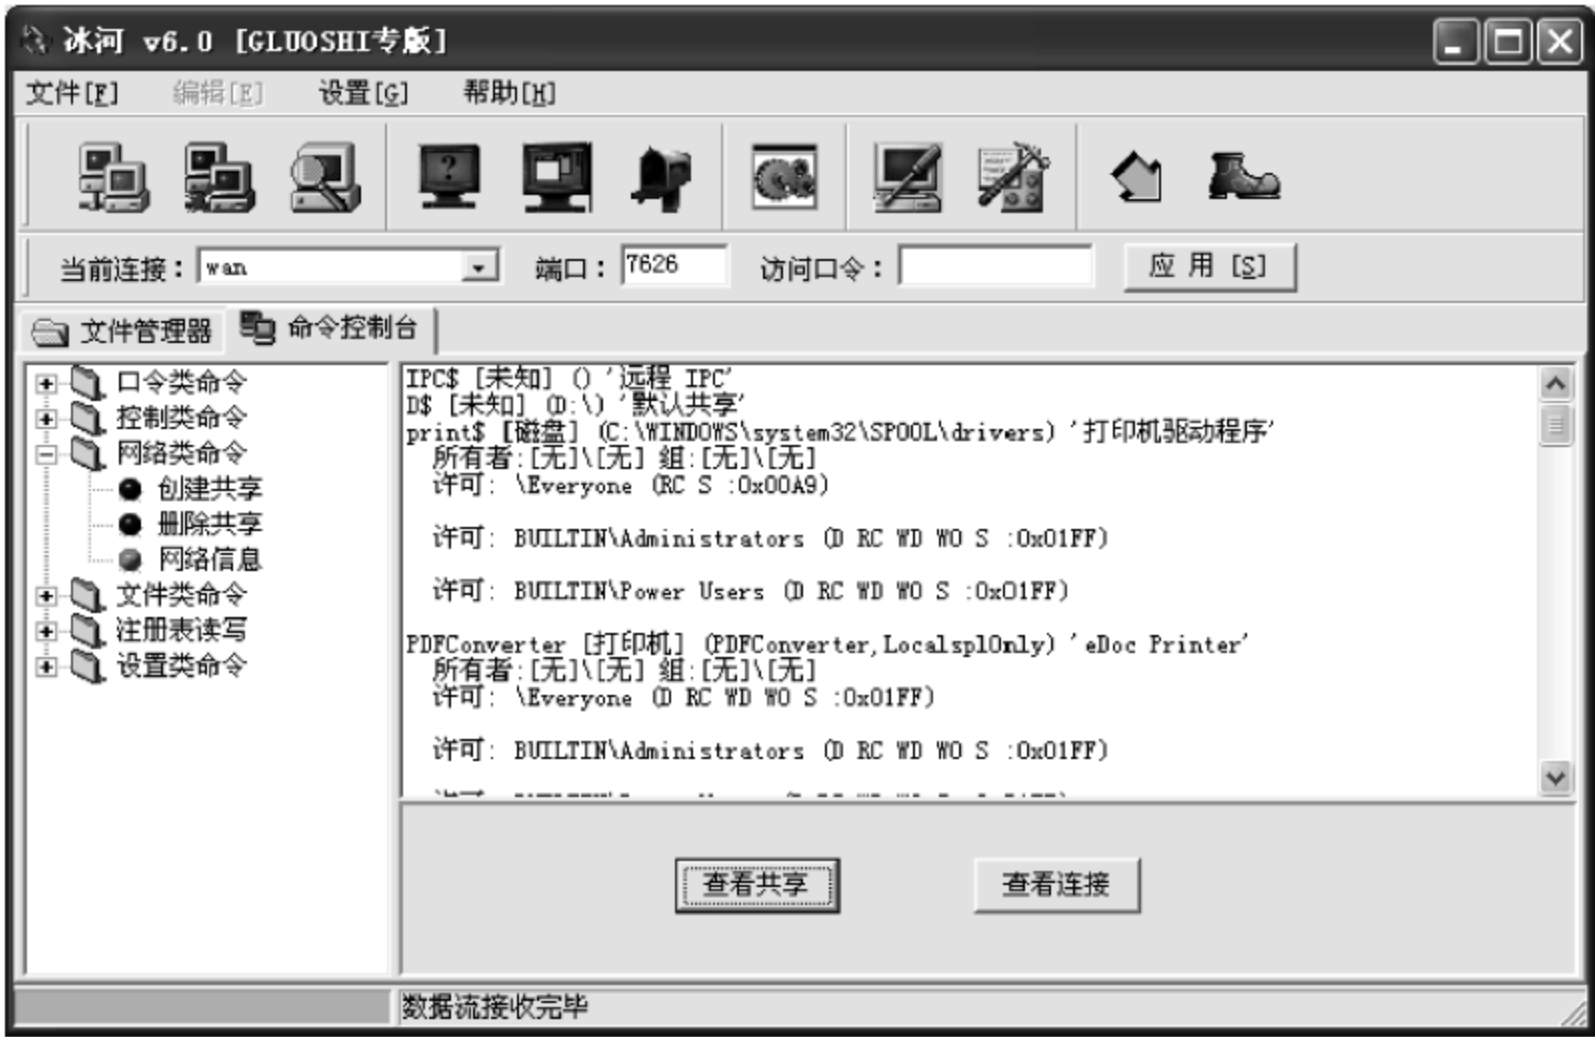 冰河 v6.0 [GLUOSHI专版]
文件[F] 编辑[E] 设置[G] 帮助[H]
当前连接： wan 端口： 7626 访问口令： 应 用 [S]
文件管理器 命令控制台
口令类命令
控制类命令
网络类命令
创建共享
删除共享
网络信息
文件类命令
注册表读写
设置类命令
IPC$ [未知] () '远程 IPC'
D$ [未知] (D:\) '默认共享'
print$ [磁盘] (C:\WINDOWS\system32\SPOOL\drivers) '打印机驱动程序'
所有者:[无]\[无] 组:[无]\[无]
许可: \Everyone (RC S :0x00A9)
许可: BUILTIN\Administrators (D RC WD WO S :0x01FF)
许可: BUILTIN\Power Users (D RC WD WO S :0x01FF)
PDFConverter [打印机] (PDFConverter,LocalsplOnly) 'eDoc Printer'
所有者:[无]\[无] 组:[无]\[无]
许可: \Everyone (D RC WD WO S :0x01FF)
许可: BUILTIN\Administrators (D RC WD WO S :0x01FF)
查看共享 查看连接
数据流接收完毕